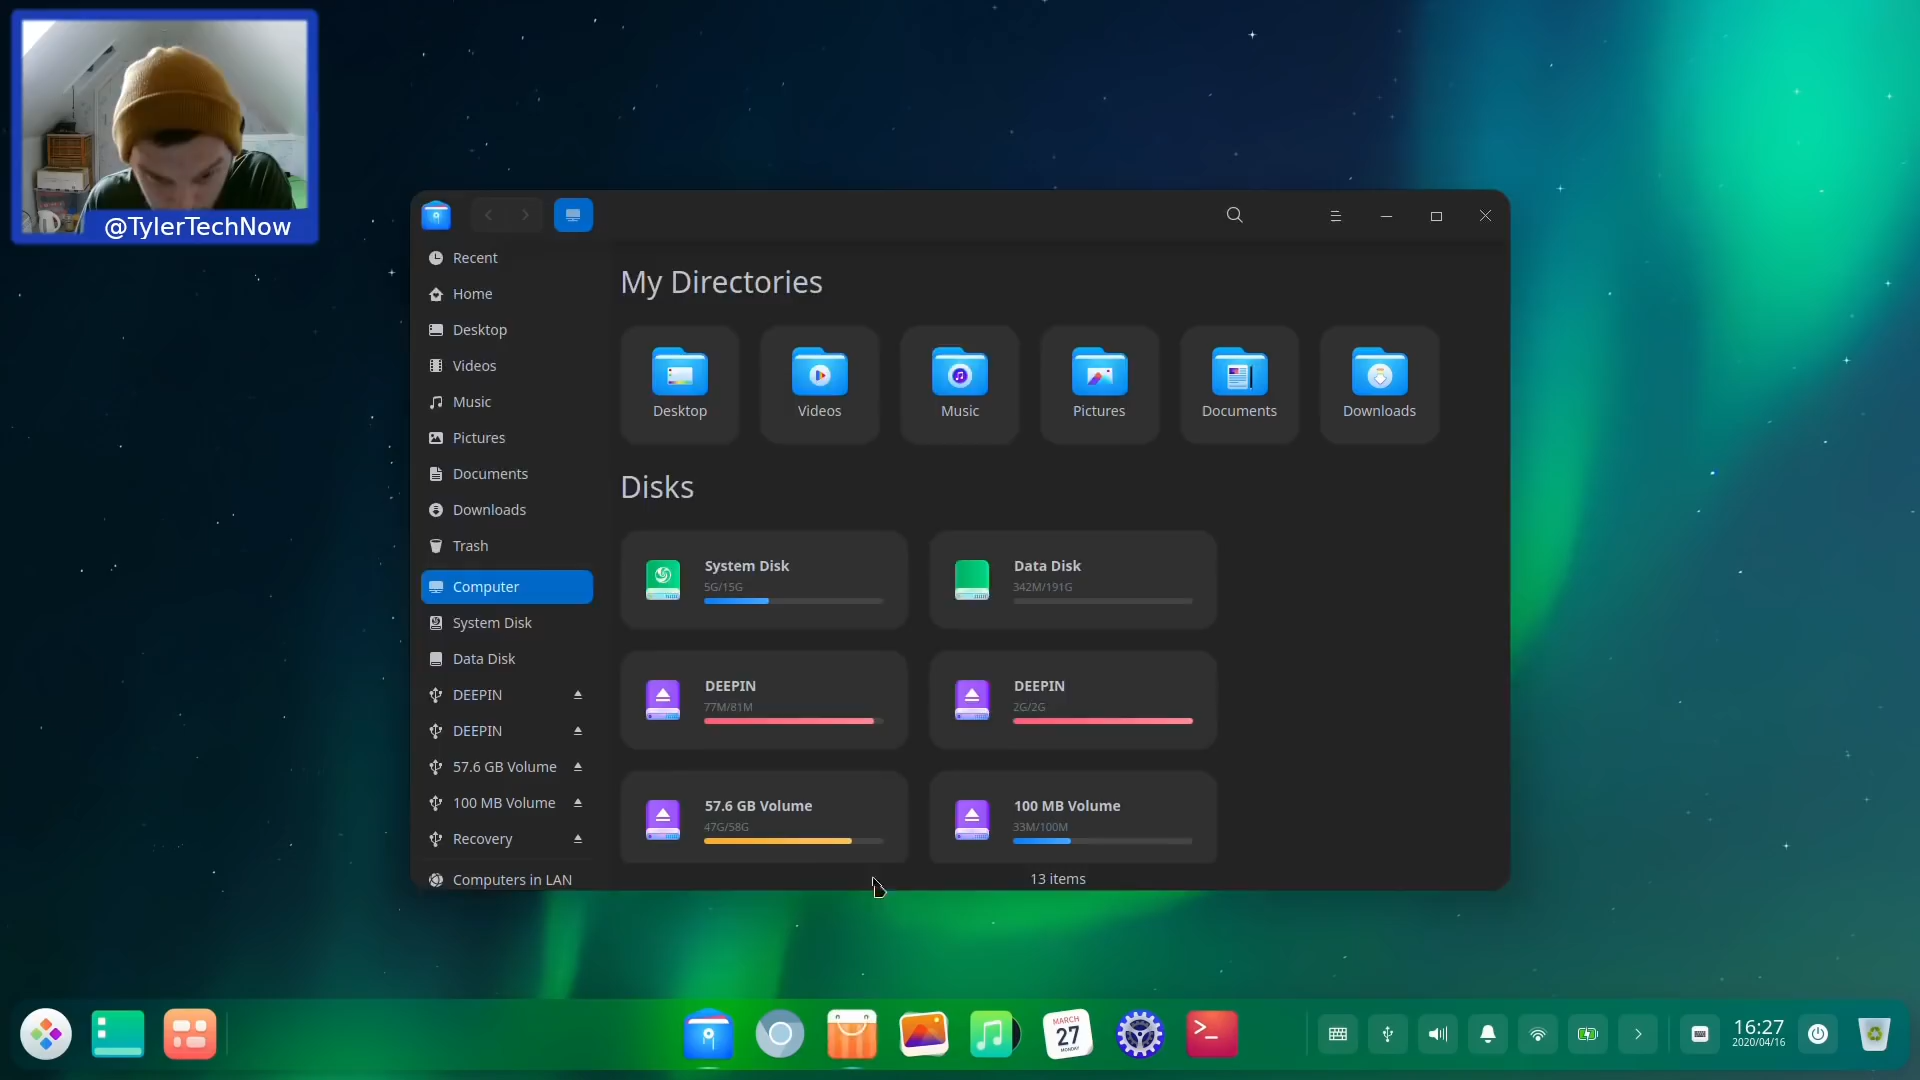 @TylerTechNow
Recent
Home
Desktop
Videos
Music
Pictures
Documents
Downloads
Trash
Computer
System Disk
Data Disk
DEEPIN
DEEPIN
57.6 GB Volume
100 MB Volume
Recovery
Computers in LAN
My Directories
Desktop
Videos
Music
Pictures
Documents
Downloads
Disks
System Disk
5G/15G
Data Disk
342M/191G
DEEPIN
77M/81M
DEEPIN
2G/2G
57.6 GB Volume
47G/58G
100 MB Volume
33M/100M
13 items
MARCH
27
MONDAY
16:27
2020/04/16